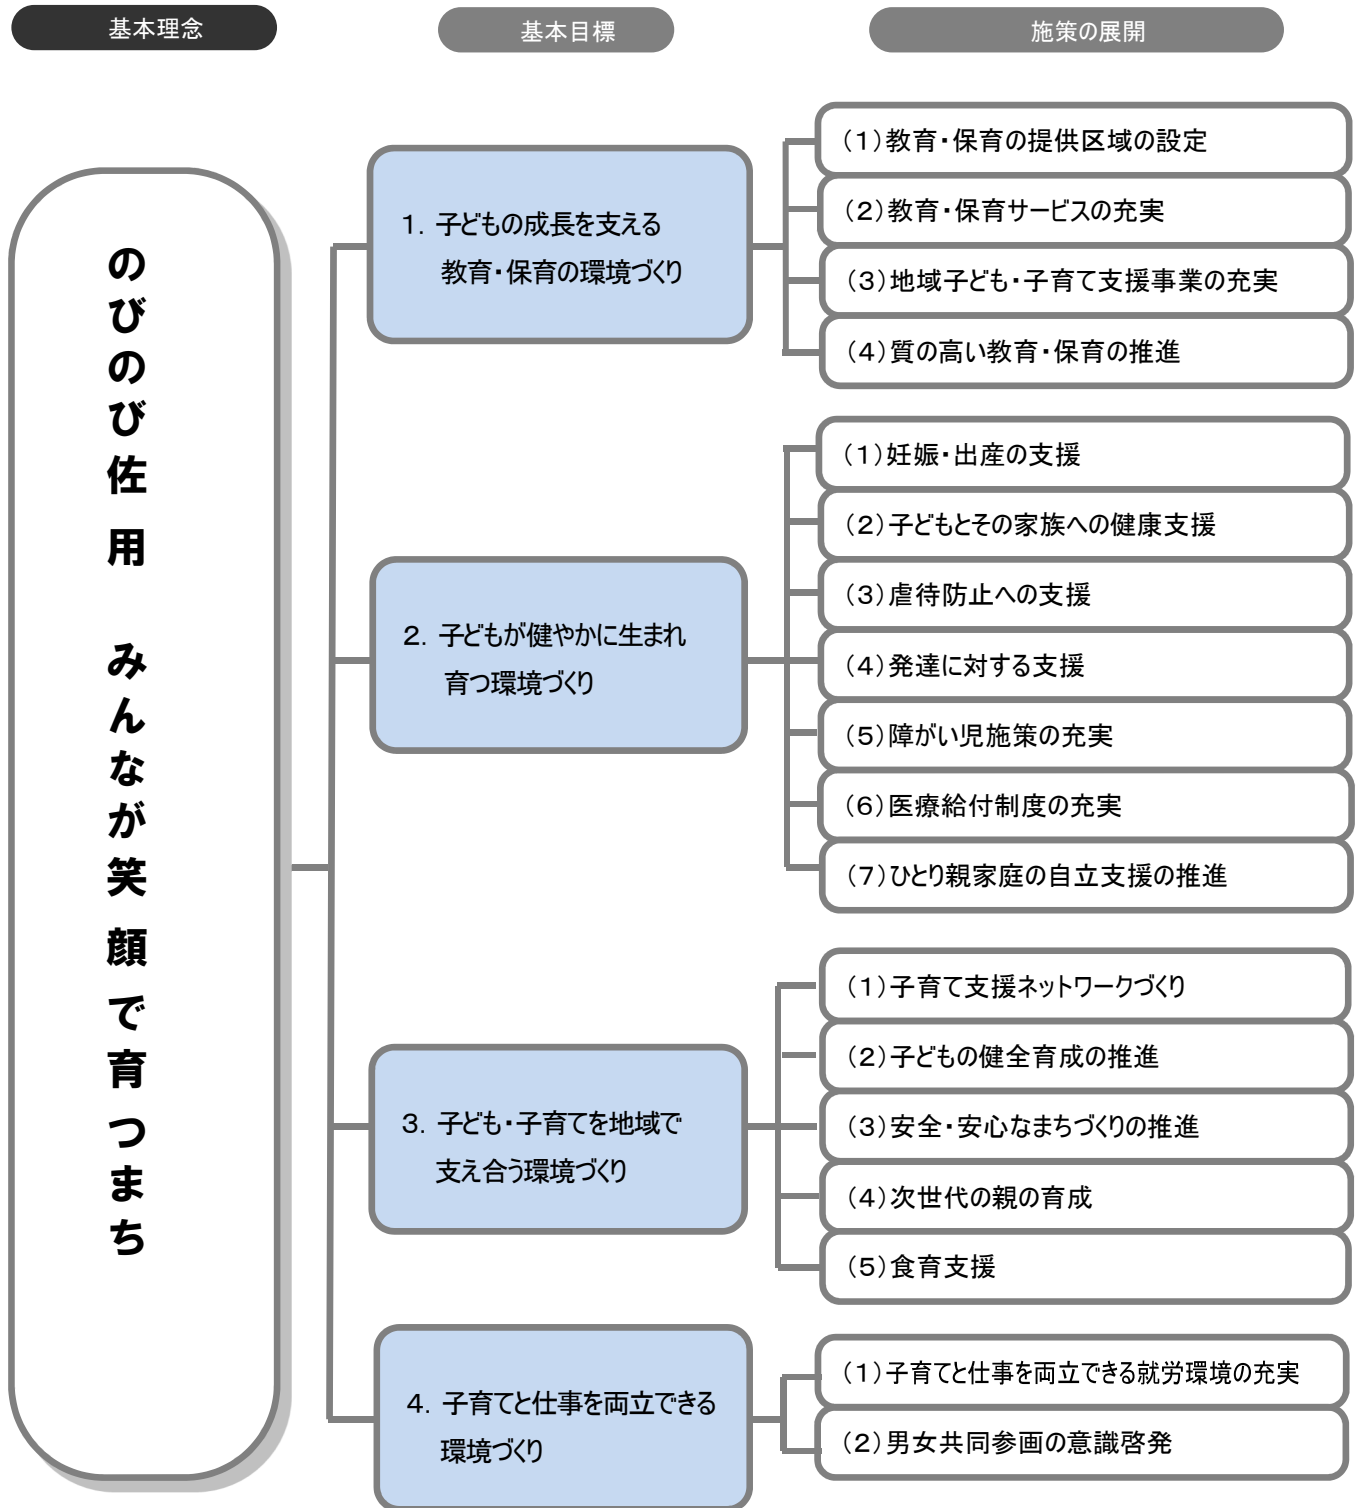 基本理念
基本目標
施策の展開
のびのび佐用　みんなが笑顔で育つまち
1．子どもの成長を支える
教育・保育の環境づくり
（1）教育・保育の提供区域の設定
（2）教育・保育サービスの充実
（3）地域子ども・子育て支援事業の充実
（4）質の高い教育・保育の推進
2．子どもが健やかに生まれ
育つ環境づくり
（1）妊娠・出産の支援
（2）子どもとその家族への健康支援
（3）虐待防止への支援
（4）発達に対する支援
（5）障がい児施策の充実
（6）医療給付制度の充実
（7）ひとり親家庭の自立支援の推進
3．子ども・子育てを地域で
支え合う環境づくり
（1）子育て支援ネットワークづくり
（2）子どもの健全育成の推進
（3）安全・安心なまちづくりの推進
（4）次世代の親の育成
（5）食育支援
4．子育てと仕事を両立できる
環境づくり
（1）子育てと仕事を両立できる就労環境の充実
（2）男女共同参画の意識啓発